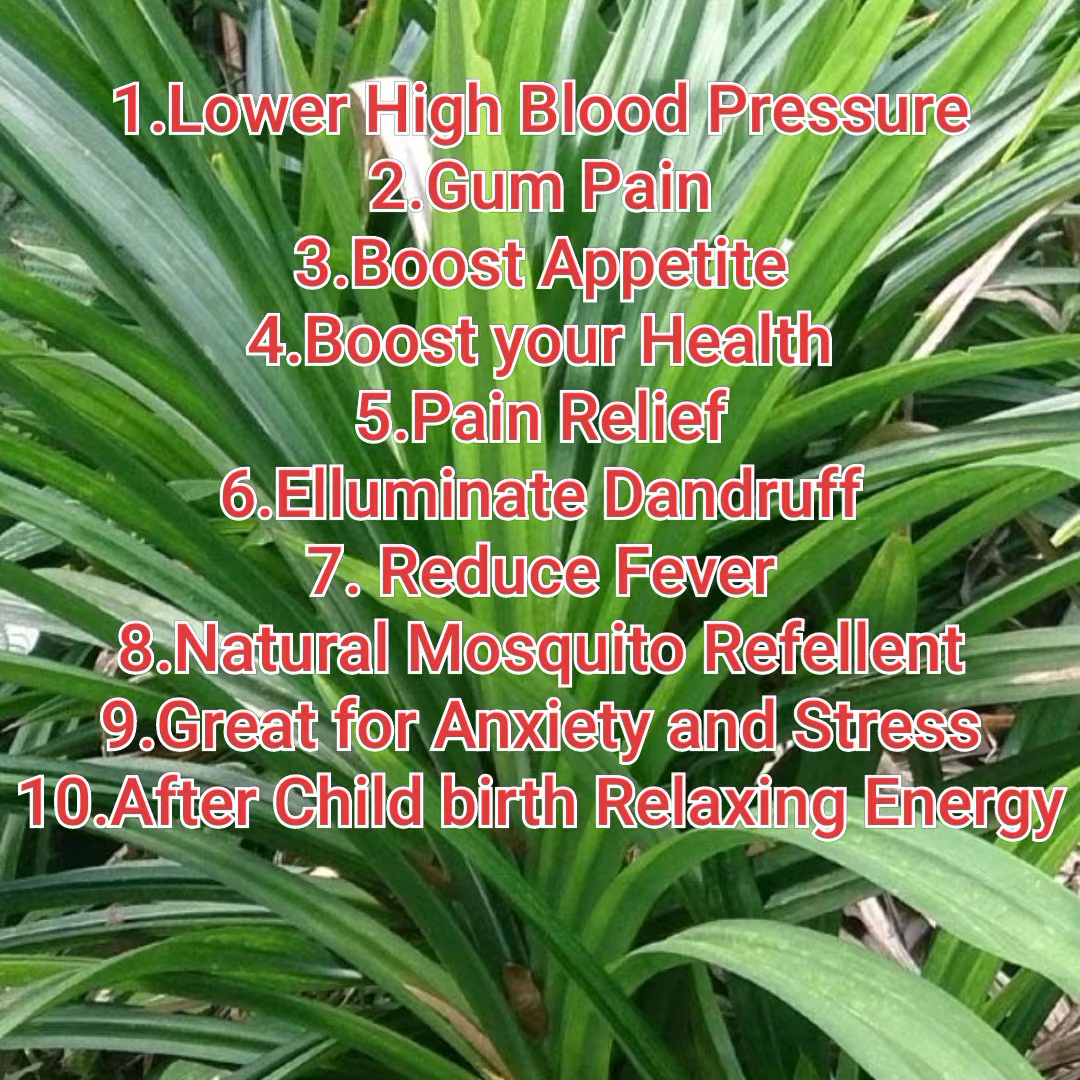 1.Lower High Blood Pressure
2.Gum Pain
3.Boost Appetite
4.Boost your Health
5.Pain Relief
6.Elluminate Dandruff
7. Reduce Fever
8.Natural Mosquito Refellent
9.Great for Anxiety and Stress
10.After Child birth Relaxing Energy